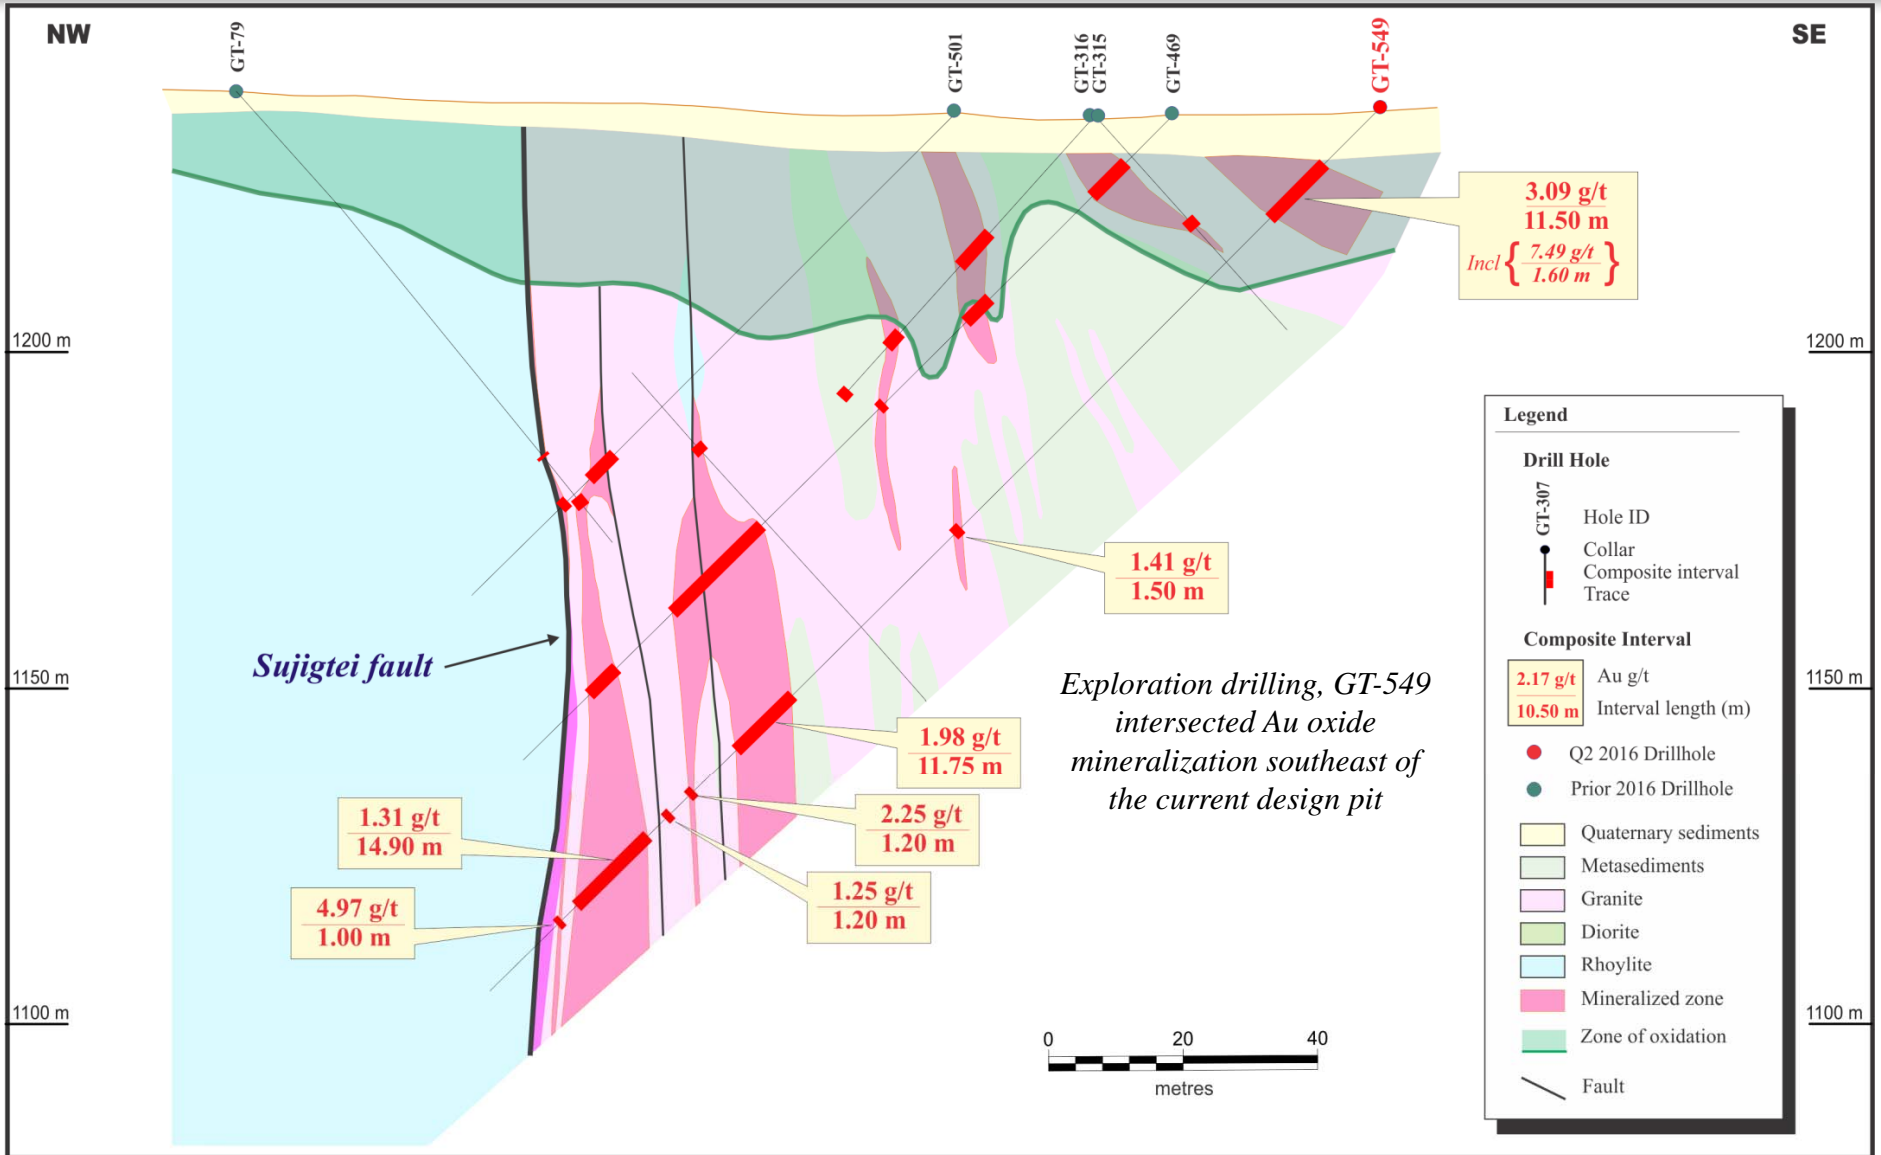 NW
SE
GT-79
GT-501
GT-316
GT-315
GT-469
GT-549
3.09 g/t
11.50 m
Incl { 7.49 g/t
1.60 m }
1200 m
1200 m
Legend
Drill Hole
GT-307
Hole ID
Collar
Composite interval
Trace
1.41 g/t
1.50 m
Sujigtei fault
1150 m
1150 m
Exploration drilling, GT-549
intersected Au oxide
mineralization southeast of
the current design pit
Composite Interval
2.17 g/t
10.50 m
Au g/t
Interval length (m)
1.98 g/t
11.75 m
Q2 2016 Drillhole
Prior 2016 Drillhole
1.31 g/t
14.90 m
2.25 g/t
1.20 m
1.25 g/t
1.20 m
4.97 g/t
1.00 m
Quaternary sediments
Metasediments
Granite
Diorite
Rhoylite
Mineralized zone
Zone of oxidation
Fault
1100 m
1100 m
0 20 40
metres